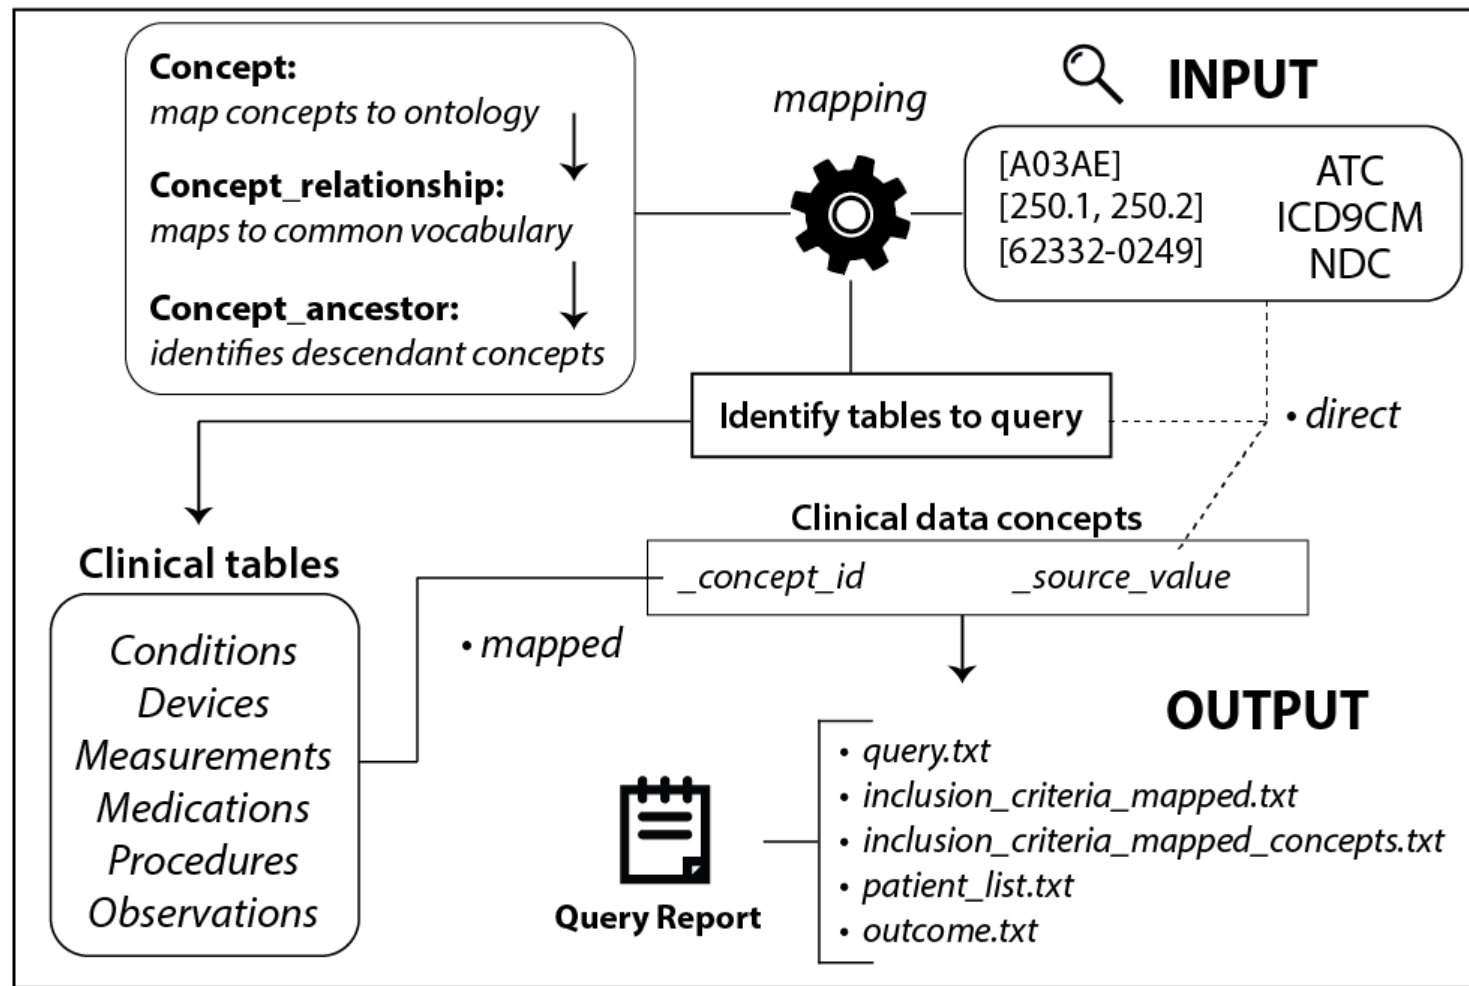 Concept:
map concepts to ontology
Concept_relationship:
maps to common vocabulary
Concept_ancestor:
identifies descendant concepts
mapping
INPUT
[A03AE] ATC
[250.1, 250.2] ICD9CM
[62332-0249] NDC
Identify tables to query
• direct
Clinical data concepts
_concept_id _source_value
Clinical tables
Conditions
Devices
Measurements
Medications
Procedures
Observations
• mapped
OUTPUT
• query.txt
• inclusion_criteria_mapped.txt
• inclusion_criteria_mapped_concepts.txt
• patient_list.txt
• outcome.txt
Query Report